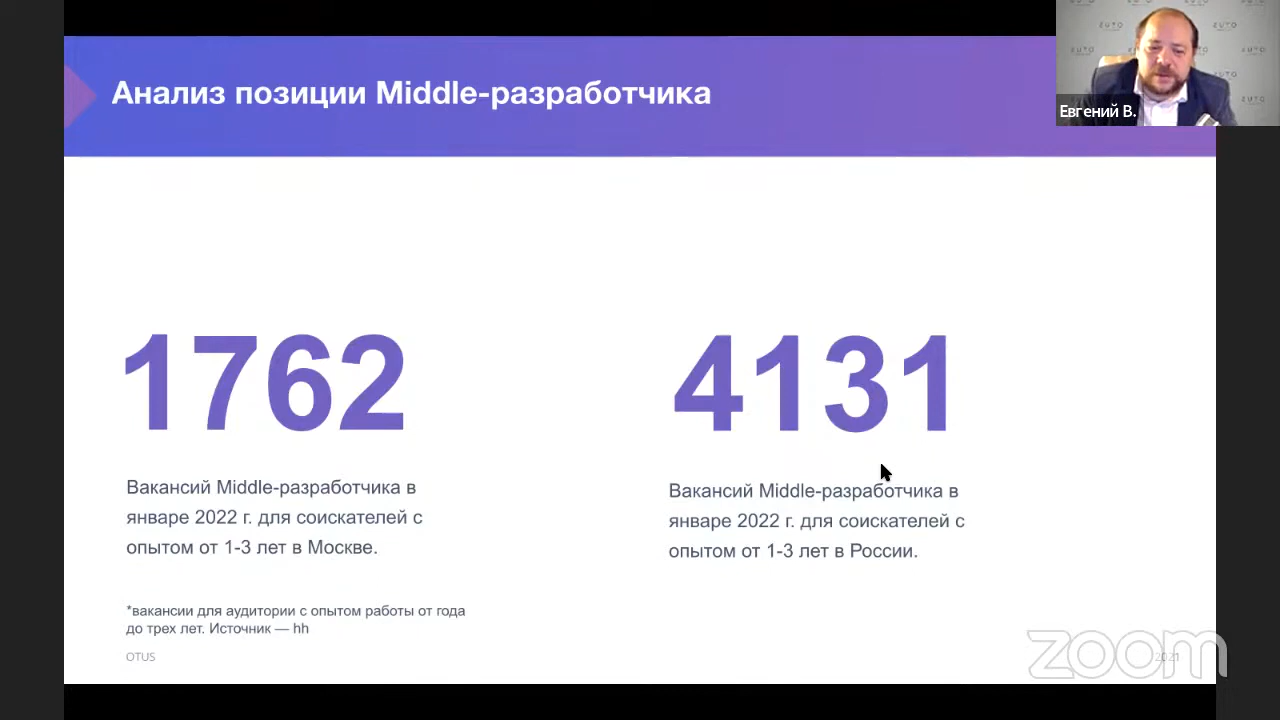 Анализ позиции Middle-разработчика
Евгений В.
1762
Вакансий Middle-разработчика в
январе 2022 г. для соискателей с
опытом от 1-3 лет в Москве.
4131
Вакансий Middle-разработчика в
январе 2022 г. для соискателей с
опытом от 1-3 лет в России.
*вакансии для аудитории с опытом работы от года
до трех лет. Источник — hh
OTUS
zoom
2021